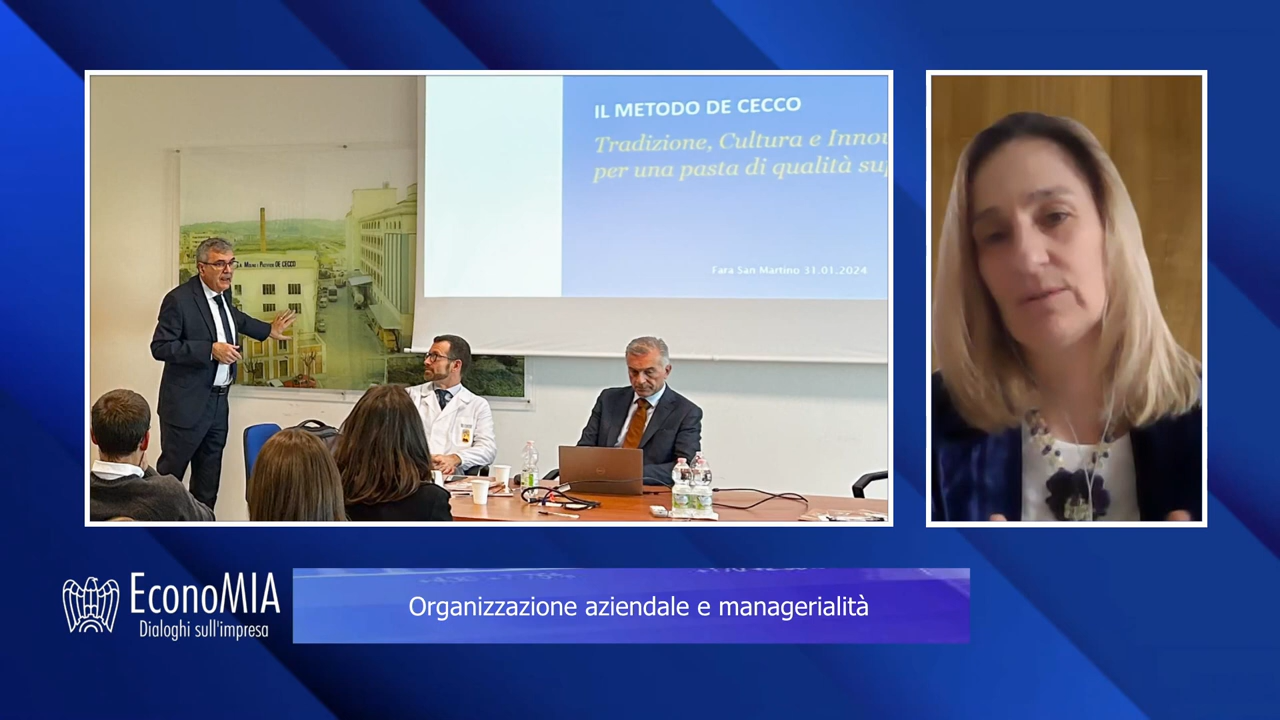 IL METODO DE CECCO
Tradizione, Cultura e Innov
per una pasta di qualità su
Fara San Martino 31.01.2024
EconoMIA
Dialoghi sull'impresa
Organizzazione aziendale e managerialità